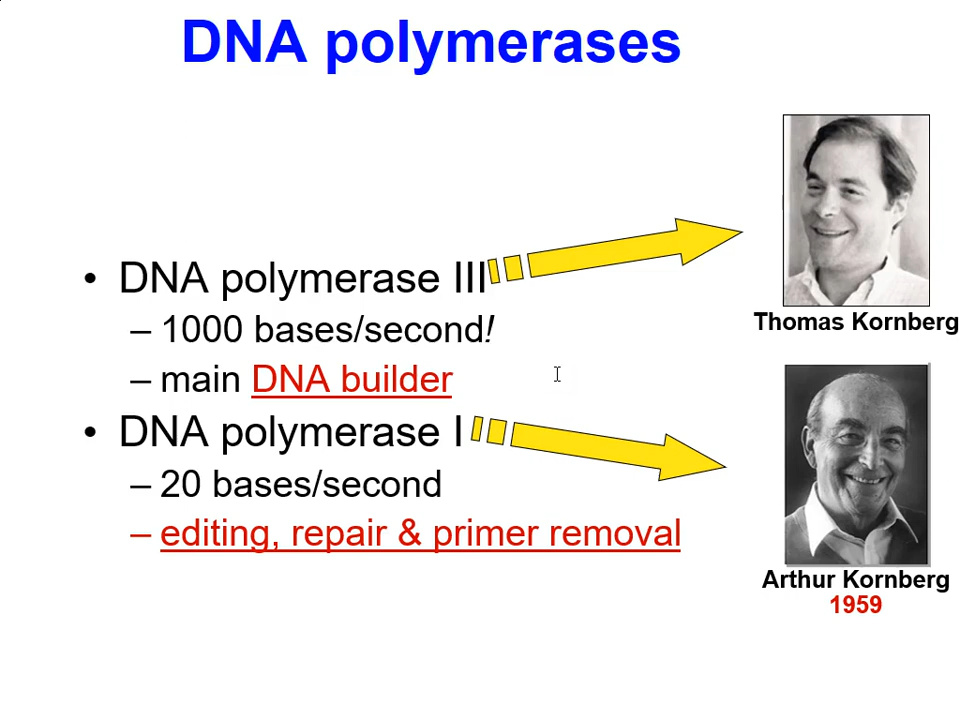 DNA polymerases
• DNA polymerase III
– 1000 bases/second!
– main DNA builder
• DNA polymerase I
– 20 bases/second
– editing, repair & primer removal
Thomas Kornberg
Arthur Kornberg
1959